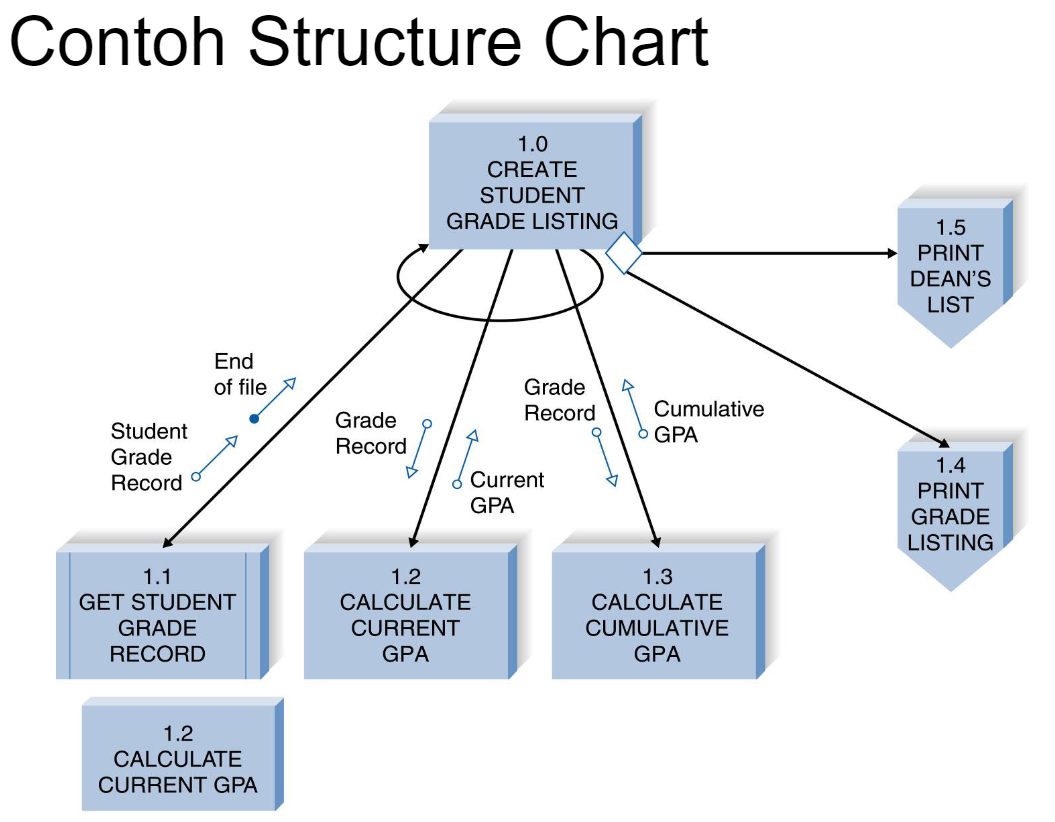 Contoh Structure Chart
1.0
CREATE
STUDENT
GRADE LISTING
1.5
PRINT
DEAN'S
LIST
End
of file
Student
Grade
Record
Grade
Record
Current
GPA
Grade
Record
Cumulative
GPA
1.4
PRINT
GRADE
LISTING
1.1
GET STUDENT
GRADE
RECORD
1.2
CALCULATE
CURRENT
GPA
1.3
CALCULATE
CUMULATIVE
GPA
1.2
CALCULATE
CURRENT GPA